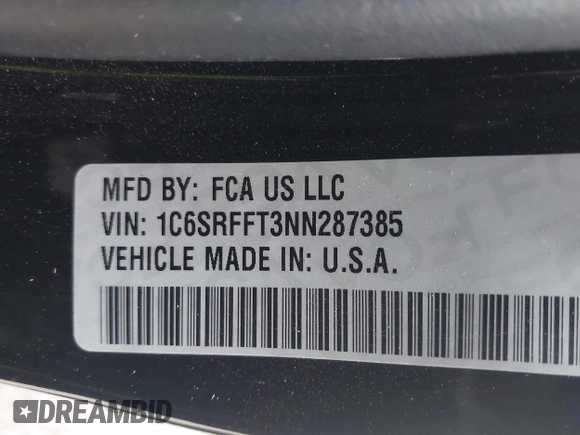 MFD BY: FCA US LLC
VIN: 1C6SRFFT3NN287385
VEHICLE MADE IN: U.S.A.
DREAMBID